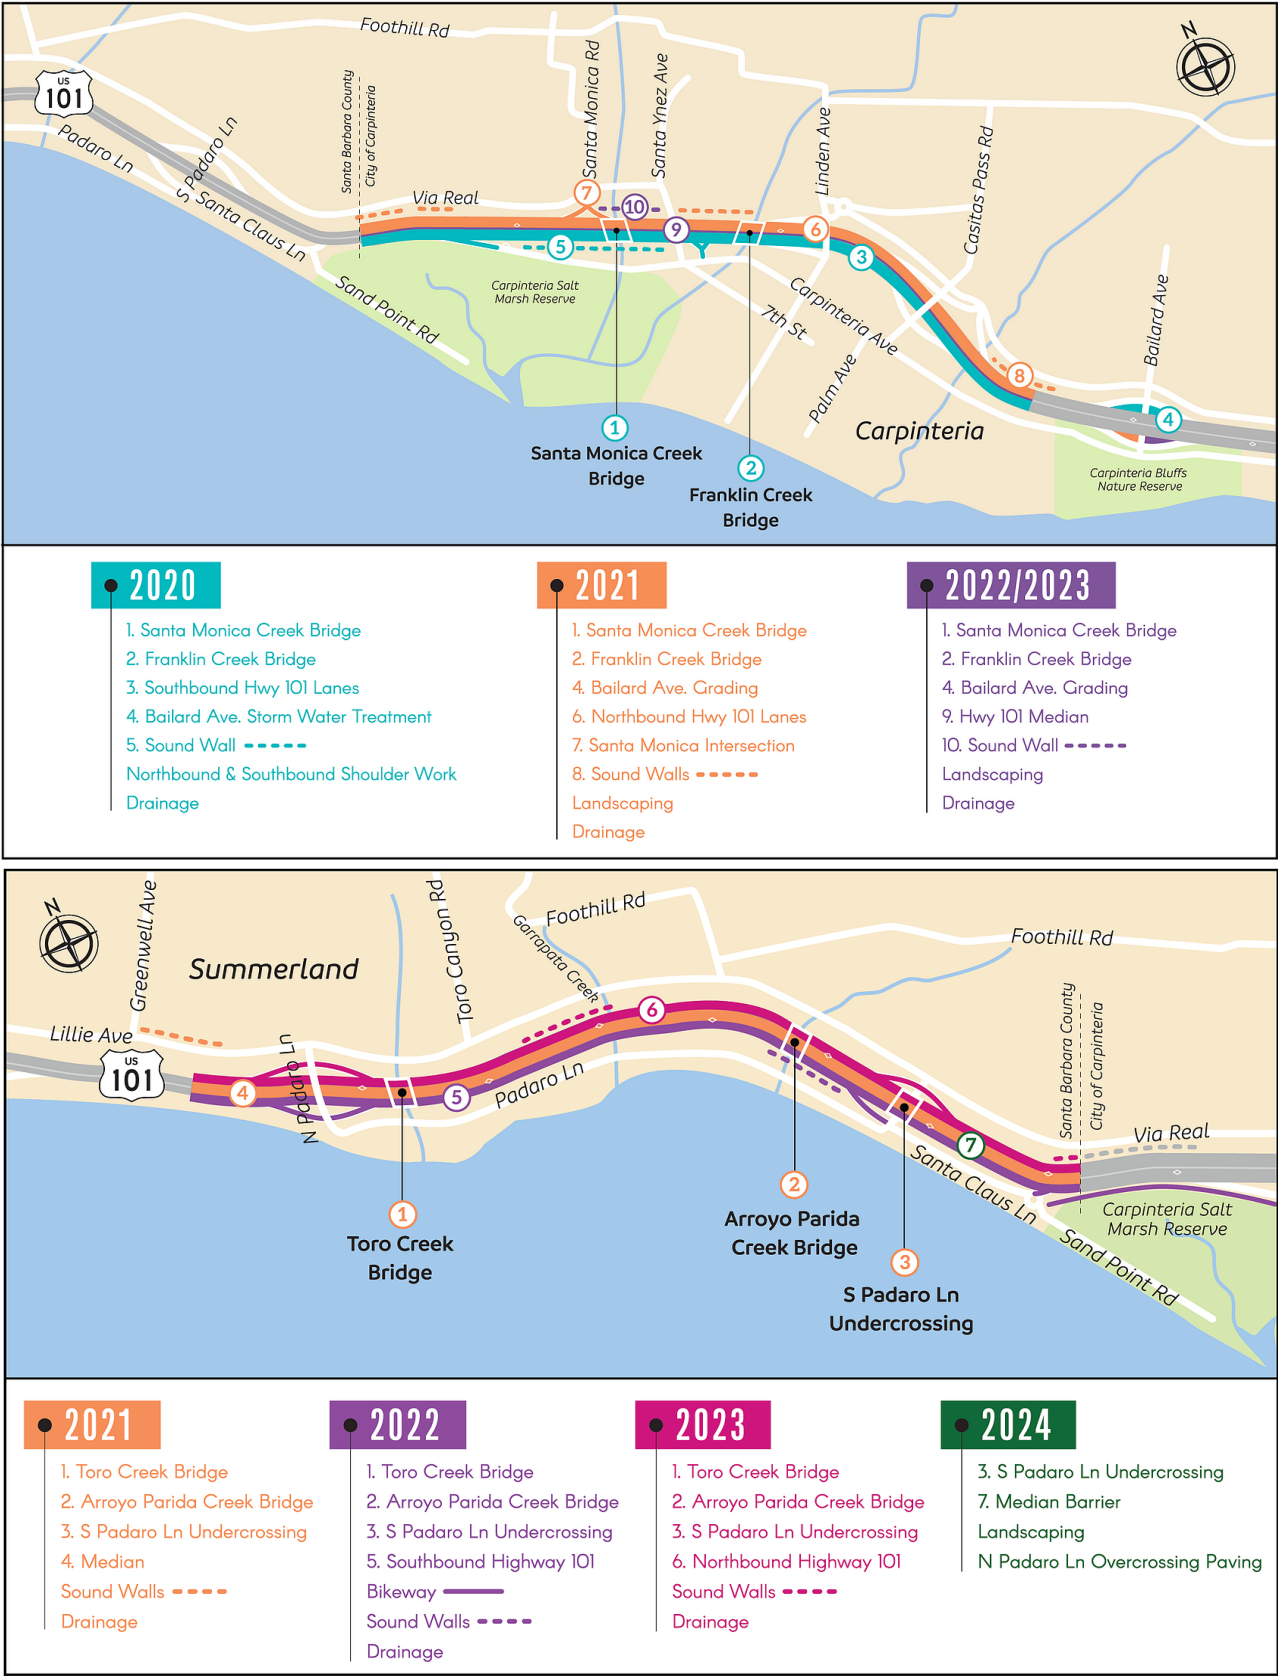 Foothill Rd
N
US
101
Padaro Ln
S Padaro Ln
Santa Claus Ln
Santa Barbara County
City of Carpinteria
Via Real
Santa Monica Rd
Santa Ynez Ave
Linden Ave
Casitas Pass Rd
Bailard Ave
7
10
9
6
5
3
8
4
Sand Point Rd
Carpinteria Salt
Marsh Reserve
Carpinteria Ave
7th St
Palm Ave
Carpinteria
Carpinteria Bluffs
Nature Reserve
1
Santa Monica Creek
Bridge
2
Franklin Creek
Bridge
2020
1. Santa Monica Creek Bridge
2. Franklin Creek Bridge
3. Southbound Hwy 101 Lanes
4. Bailard Ave. Storm Water Treatment
5. Sound Wall
Northbound & Southbound Shoulder Work
Drainage
2021
1. Santa Monica Creek Bridge
2. Franklin Creek Bridge
4. Bailard Ave. Grading
6. Northbound Hwy 101 Lanes
7. Santa Monica Intersection
8. Sound Walls
Landscaping
Drainage
2022/2023
1. Santa Monica Creek Bridge
2. Franklin Creek Bridge
4. Bailard Ave. Grading
9. Hwy 101 Median
10. Sound Wall
Landscaping
Drainage
N
Greenwell Ave
Summerland
Toro Canyon Rd
Garrapata Creek
Foothill Rd
Foothill Rd
Lillie Ave
US
101
N Padaro Ln
Padaro Ln
4
5
6
7
Santa Barbara County
City of Carpinteria
Via Real
Santa Claus Ln
Carpinteria Salt
Marsh Reserve
Sand Point Rd
1
Toro Creek
Bridge
2
Arroyo Parida
Creek Bridge
3
S Padaro Ln
Undercrossing
2021
1. Toro Creek Bridge
2. Arroyo Parida Creek Bridge
3. S Padaro Ln Undercrossing
4. Median
Sound Walls
Drainage
2022
1. Toro Creek Bridge
2. Arroyo Parida Creek Bridge
3. S Padaro Ln Undercrossing
5. Southbound Highway 101
Bikeway
Sound Walls
Drainage
2023
1. Toro Creek Bridge
2. Arroyo Parida Creek Bridge
3. S Padaro Ln Undercrossing
6. Northbound Highway 101
Sound Walls
Drainage
2024
3. S Padaro Ln Undercrossing
7. Median Barrier
Landscaping
N Padaro Ln Overcrossing Paving